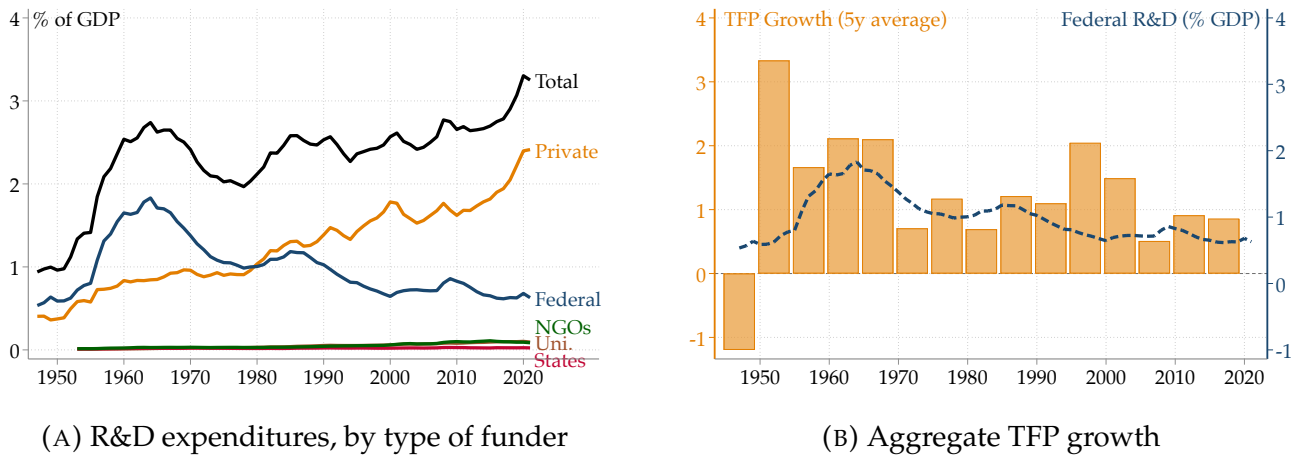 % of GDP
4
3
2
1
0
Total
Private
Federal
NGOs
Uni.
States
1950 1960 1970 1980 1990 2000 2010 2020
(A) R&D expenditures, by type of funder
TFP Growth (5y average)
Federal R&D (% GDP)
4
3
2
1
0
-1
4
3
2
1
0
-1
1950 1960 1970 1980 1990 2000 2010 2020
(B) Aggregate TFP growth